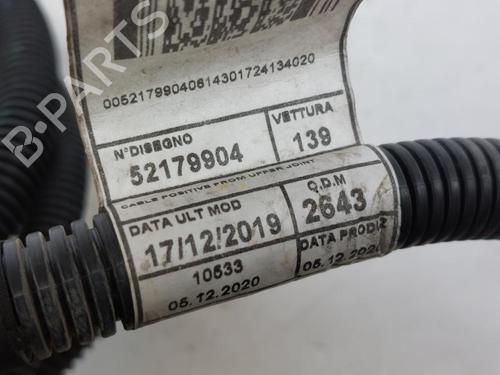 00521799040614301724134020
N°DISEGNO
52179904
VETTURA
139
CABLE POSITIVE FROM UPPER JOINT
DATA ULT MOD
17/12/2019
O.D.M
2643
10533
05.12.2020
DATA PRODIZ
05.12.2020